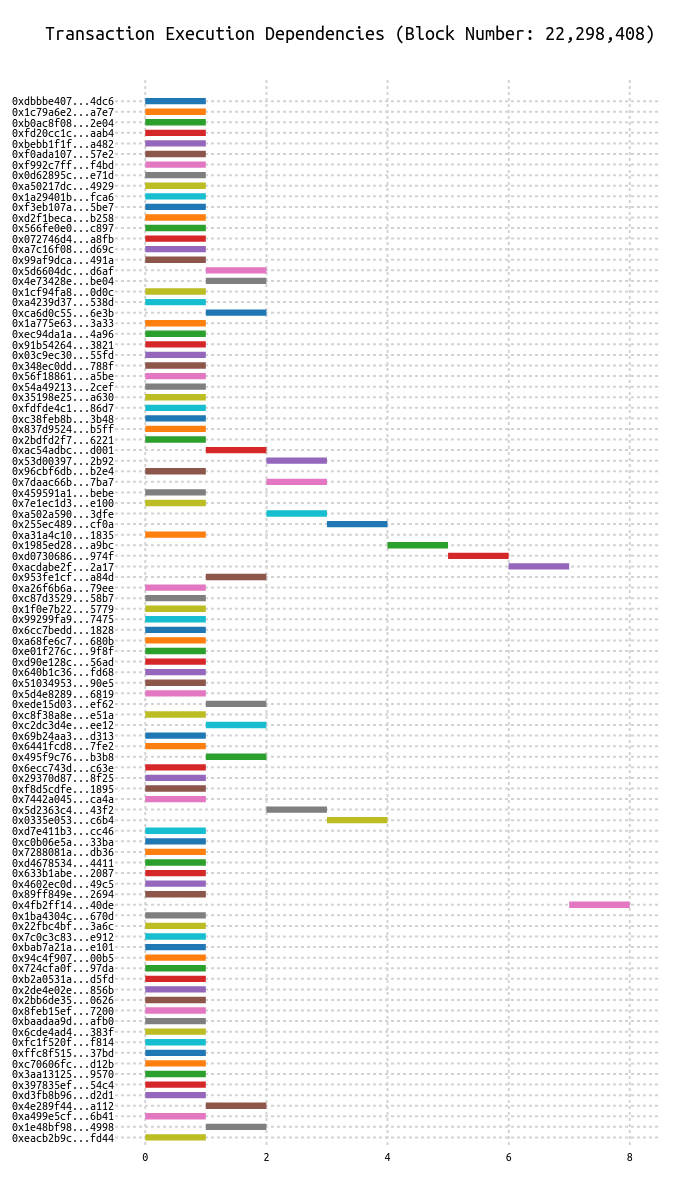 Transaction Execution Dependencies (Block Number: 22,298,408)
0xdbbbe407...4dc6
0x1c79a6e2...a7e7
0xb0ac8f08...2e04
0xfd20cc1c...aab4
0xbebb1f1f...a482
0xf0ada107...57e2
0xf992c7ff...f4bd
0x0d62895c...e71d
0xa50217dc...4929
0x1a29401b...fca6
0xf3eb107a...5be7
0xd2f1beca...b258
0x566fe0e0...c897
0x072746d4...a8fb
0xa7c16f08...d69c
0x99af9dca...491a
0x5d6604dc...d6af
0x4e73428e...be04
0x1cf94fa8...0d0c
0xa4239d37...538d
0xca6d0c55...6e3b
0x1a775e63...3a33
0xec94da1a...4a96
0x91b54264...3821
0x03c9ec30...55fd
0x348ec0dd...788f
0x56f18861...a5be
0x54a49213...2cef
0x35198e25...a630
0xfdfde4c1...86d7
0xc38feb8b...3b48
0x837d9524...b5ff
0x2bdfd2f7...6221
0xac54adbc...d001
0x53d00397...2b92
0x96cbf6db...b2e4
0x7daac66b...7ba7
0x459591a1...bebe
0x7e1ec1d3...e100
0xa502a590...3dfe
0x255ec489...cf0a
0xa31a4c10...1835
0x1985ed28...a9bc
0xd0730686...974f
0xacdabe2f...2a17
0x953fe1cf...a84d
0xa26f6b6a...79ee
0xc87d3529...58b7
0x1f0e7b22...5779
0x99299fa9...7475
0x6cc7bedd...1828
0xa68fe6c7...680b
0xe01f276c...9f8f
0xd90e128c...56ad
0x640b1c36...fd68
0x51034953...90e5
0x5d4e8289...6819
0xede15d03...ef62
0xc8f38a8e...e51a
0xc2dc3d4e...ee12
0x69b24aa3...d313
0x6441fcd8...7fe2
0x495f9c76...b3b8
0x6ecc743d...c63e
0x29370d87...8f25
0xf8d5cdfe...1895
0x7442a045...ca4a
0x5d2363c4...43f2
0x0335e053...c6b4
0xd7e411b3...cc46
0xc0b06e5a...33ba
0x7288081a...db36
0xd4678534...4411
0x633b1abe...2087
0x4602ec0d...49c5
0x89ff849e...2694
0x4fb2ff14...40de
0x1ba4304c...670d
0x22fbc4bf...3a6c
0x7c0c3c83...e912
0xbab7a21a...e101
0x94c4f907...00b5
0x724cfa0f...97da
0xb2a0531a...d5fd
0x2de4e02e...856b
0x2bb6de35...0626
0x8feb15ef...7200
0xbaadaa9d...afb0
0x6cde4ad4...383f
0xfc1f520f...f814
0xffc8f515...37bd
0xc70606fc...d12b
0x3aa13125...9570
0x397835ef...54c4
0xd3fb8b96...d2d1
0x4e289f44...a112
0xa499e5cf...6b41
0x1e48bf98...4998
0xeacb2b9c...fd44
0 2 4 6 8